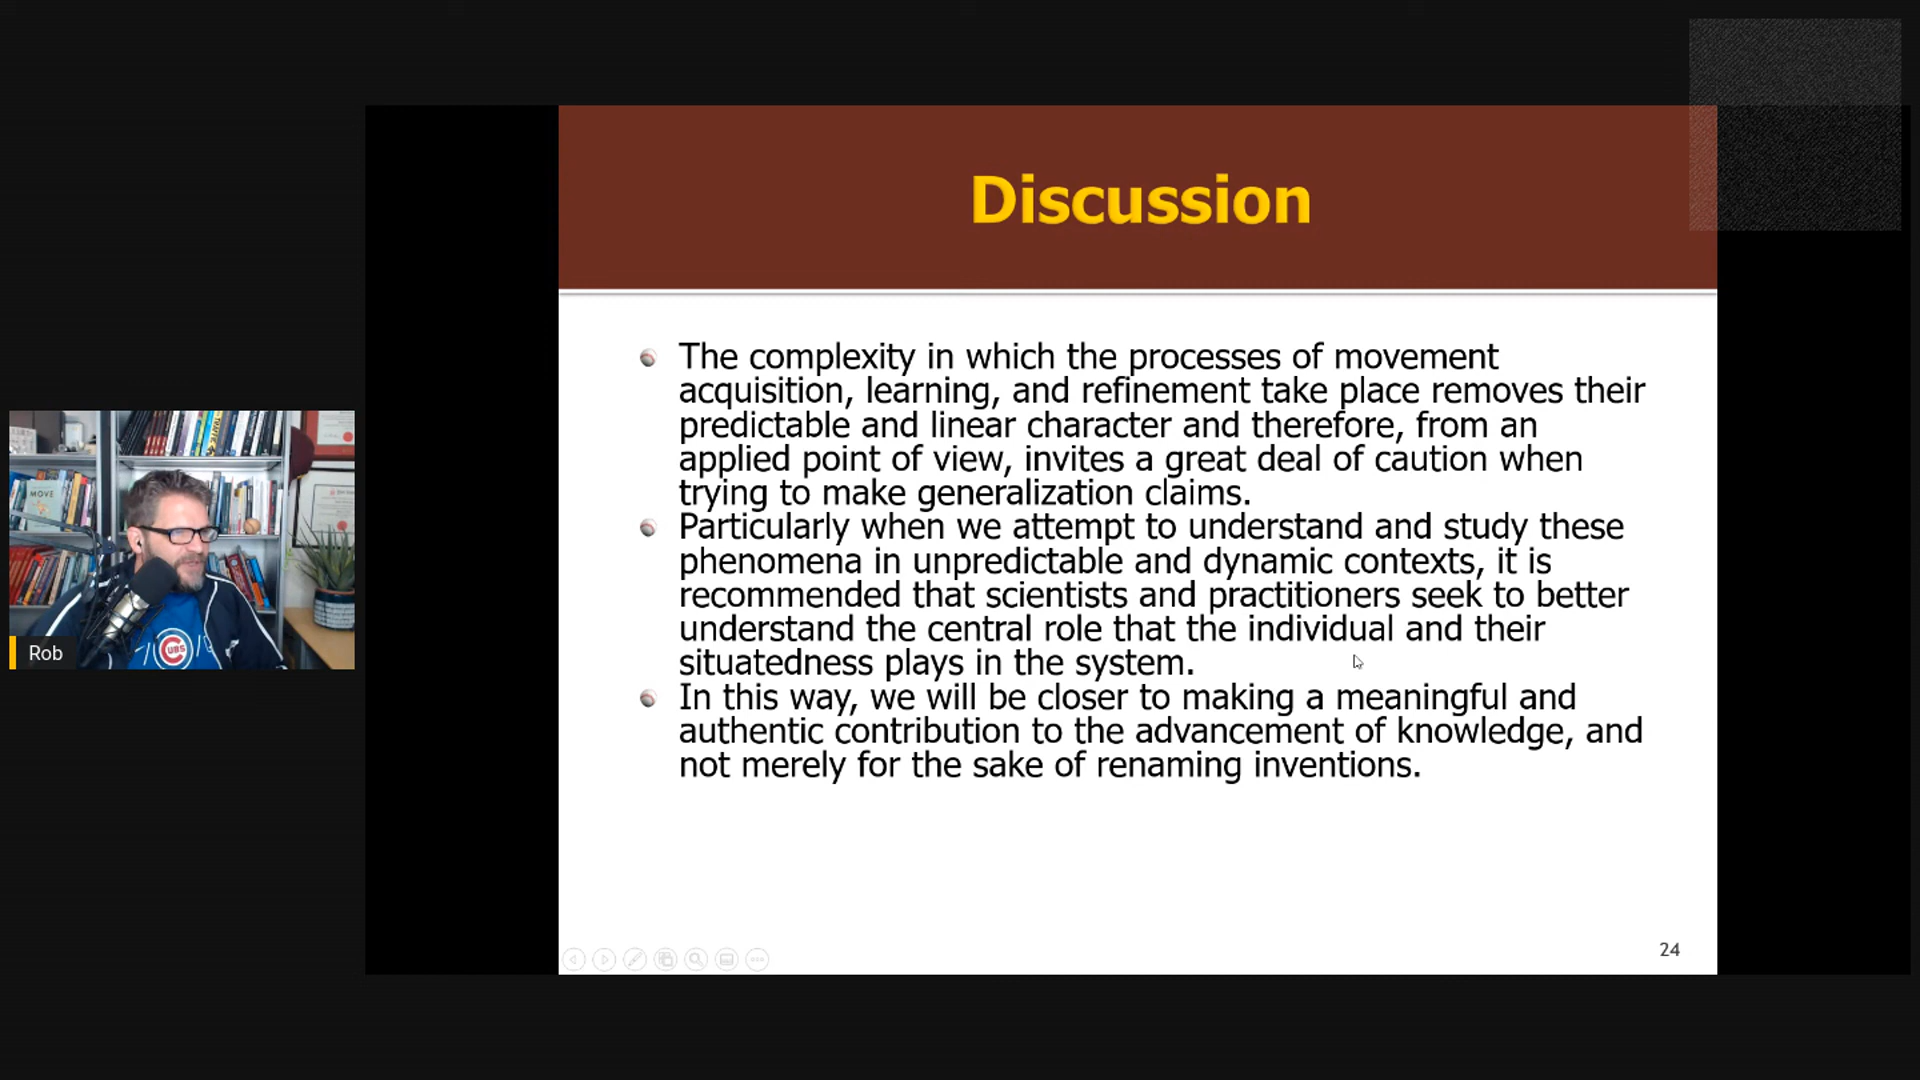 Discussion
The complexity in which the processes of movement
acquisition, learning, and refinement take place removes their
predictable and linear character and therefore, from an
applied point of view, invites a great deal of caution when
trying to make generalization claims.
Particularly when we attempt to understand and study these
phenomena in unpredictable and dynamic contexts, it is
recommended that scientists and practitioners seek to better
understand the central role that the individual and their
situatedness plays in the system.
In this way, we will be closer to making a meaningful and
authentic contribution to the advancement of knowledge, and
not merely for the sake of renaming inventions.
24
MOVE
CUBS
Rob